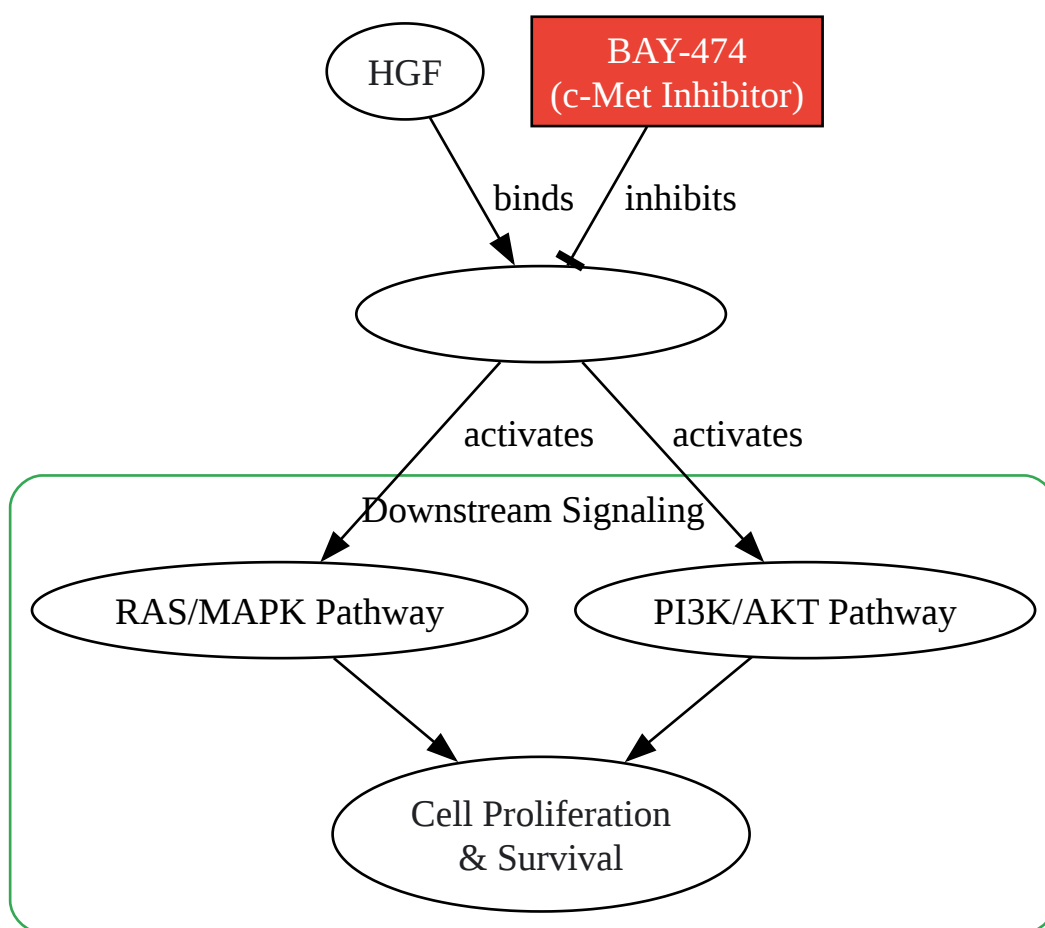 HGF
BAY-474
(c-Met Inhibitor)
binds
inhibits
activates
activates
Downstream Signaling
RAS/MAPK Pathway
PI3K/AKT Pathway
Cell Proliferation
& Survival